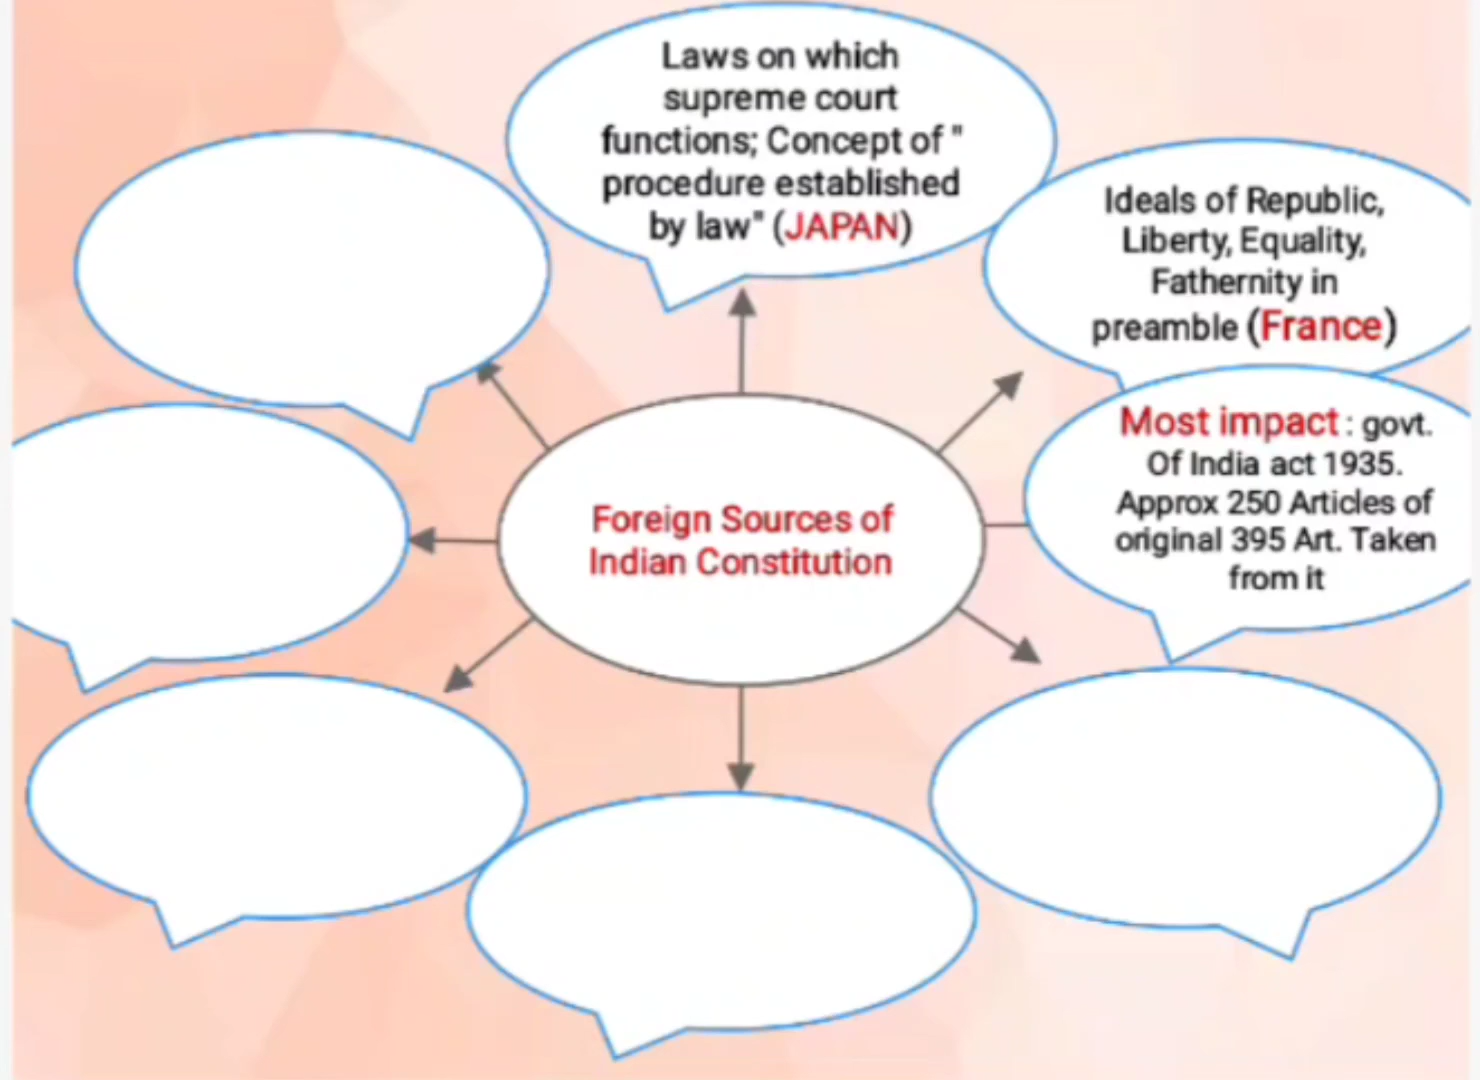 Laws on which
supreme court
functions; Concept of "
procedure established
by law" (JAPAN)
Ideals of Republic,
Liberty, Equality,
Fathernity in
preamble (France)
Most impact : govt.
Of India act 1935.
Approx 250 Articles of
original 395 Art. Taken
from it
Foreign Sources of
Indian Constitution